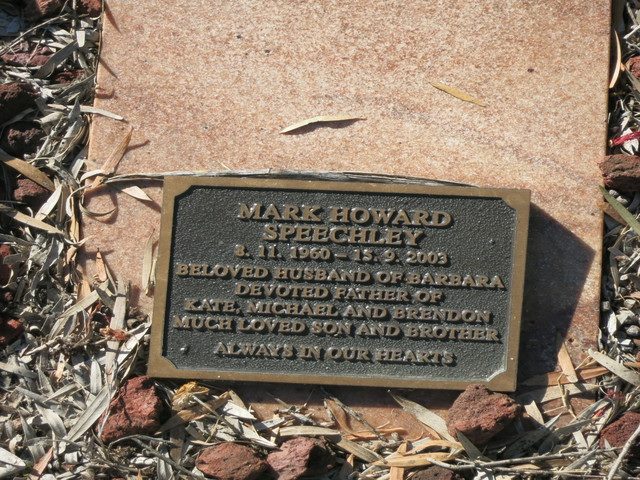 MARK HOWARD
SPEECHLEY
8. 11. 1960 – 15. 9. 2003
BELOVED HUSBAND OF BARBARA
DEVOTED FATHER OF
KATE, MICHAEL AND BRENDON
MUCH LOVED SON AND BROTHER
ALWAYS IN OUR HEARTS